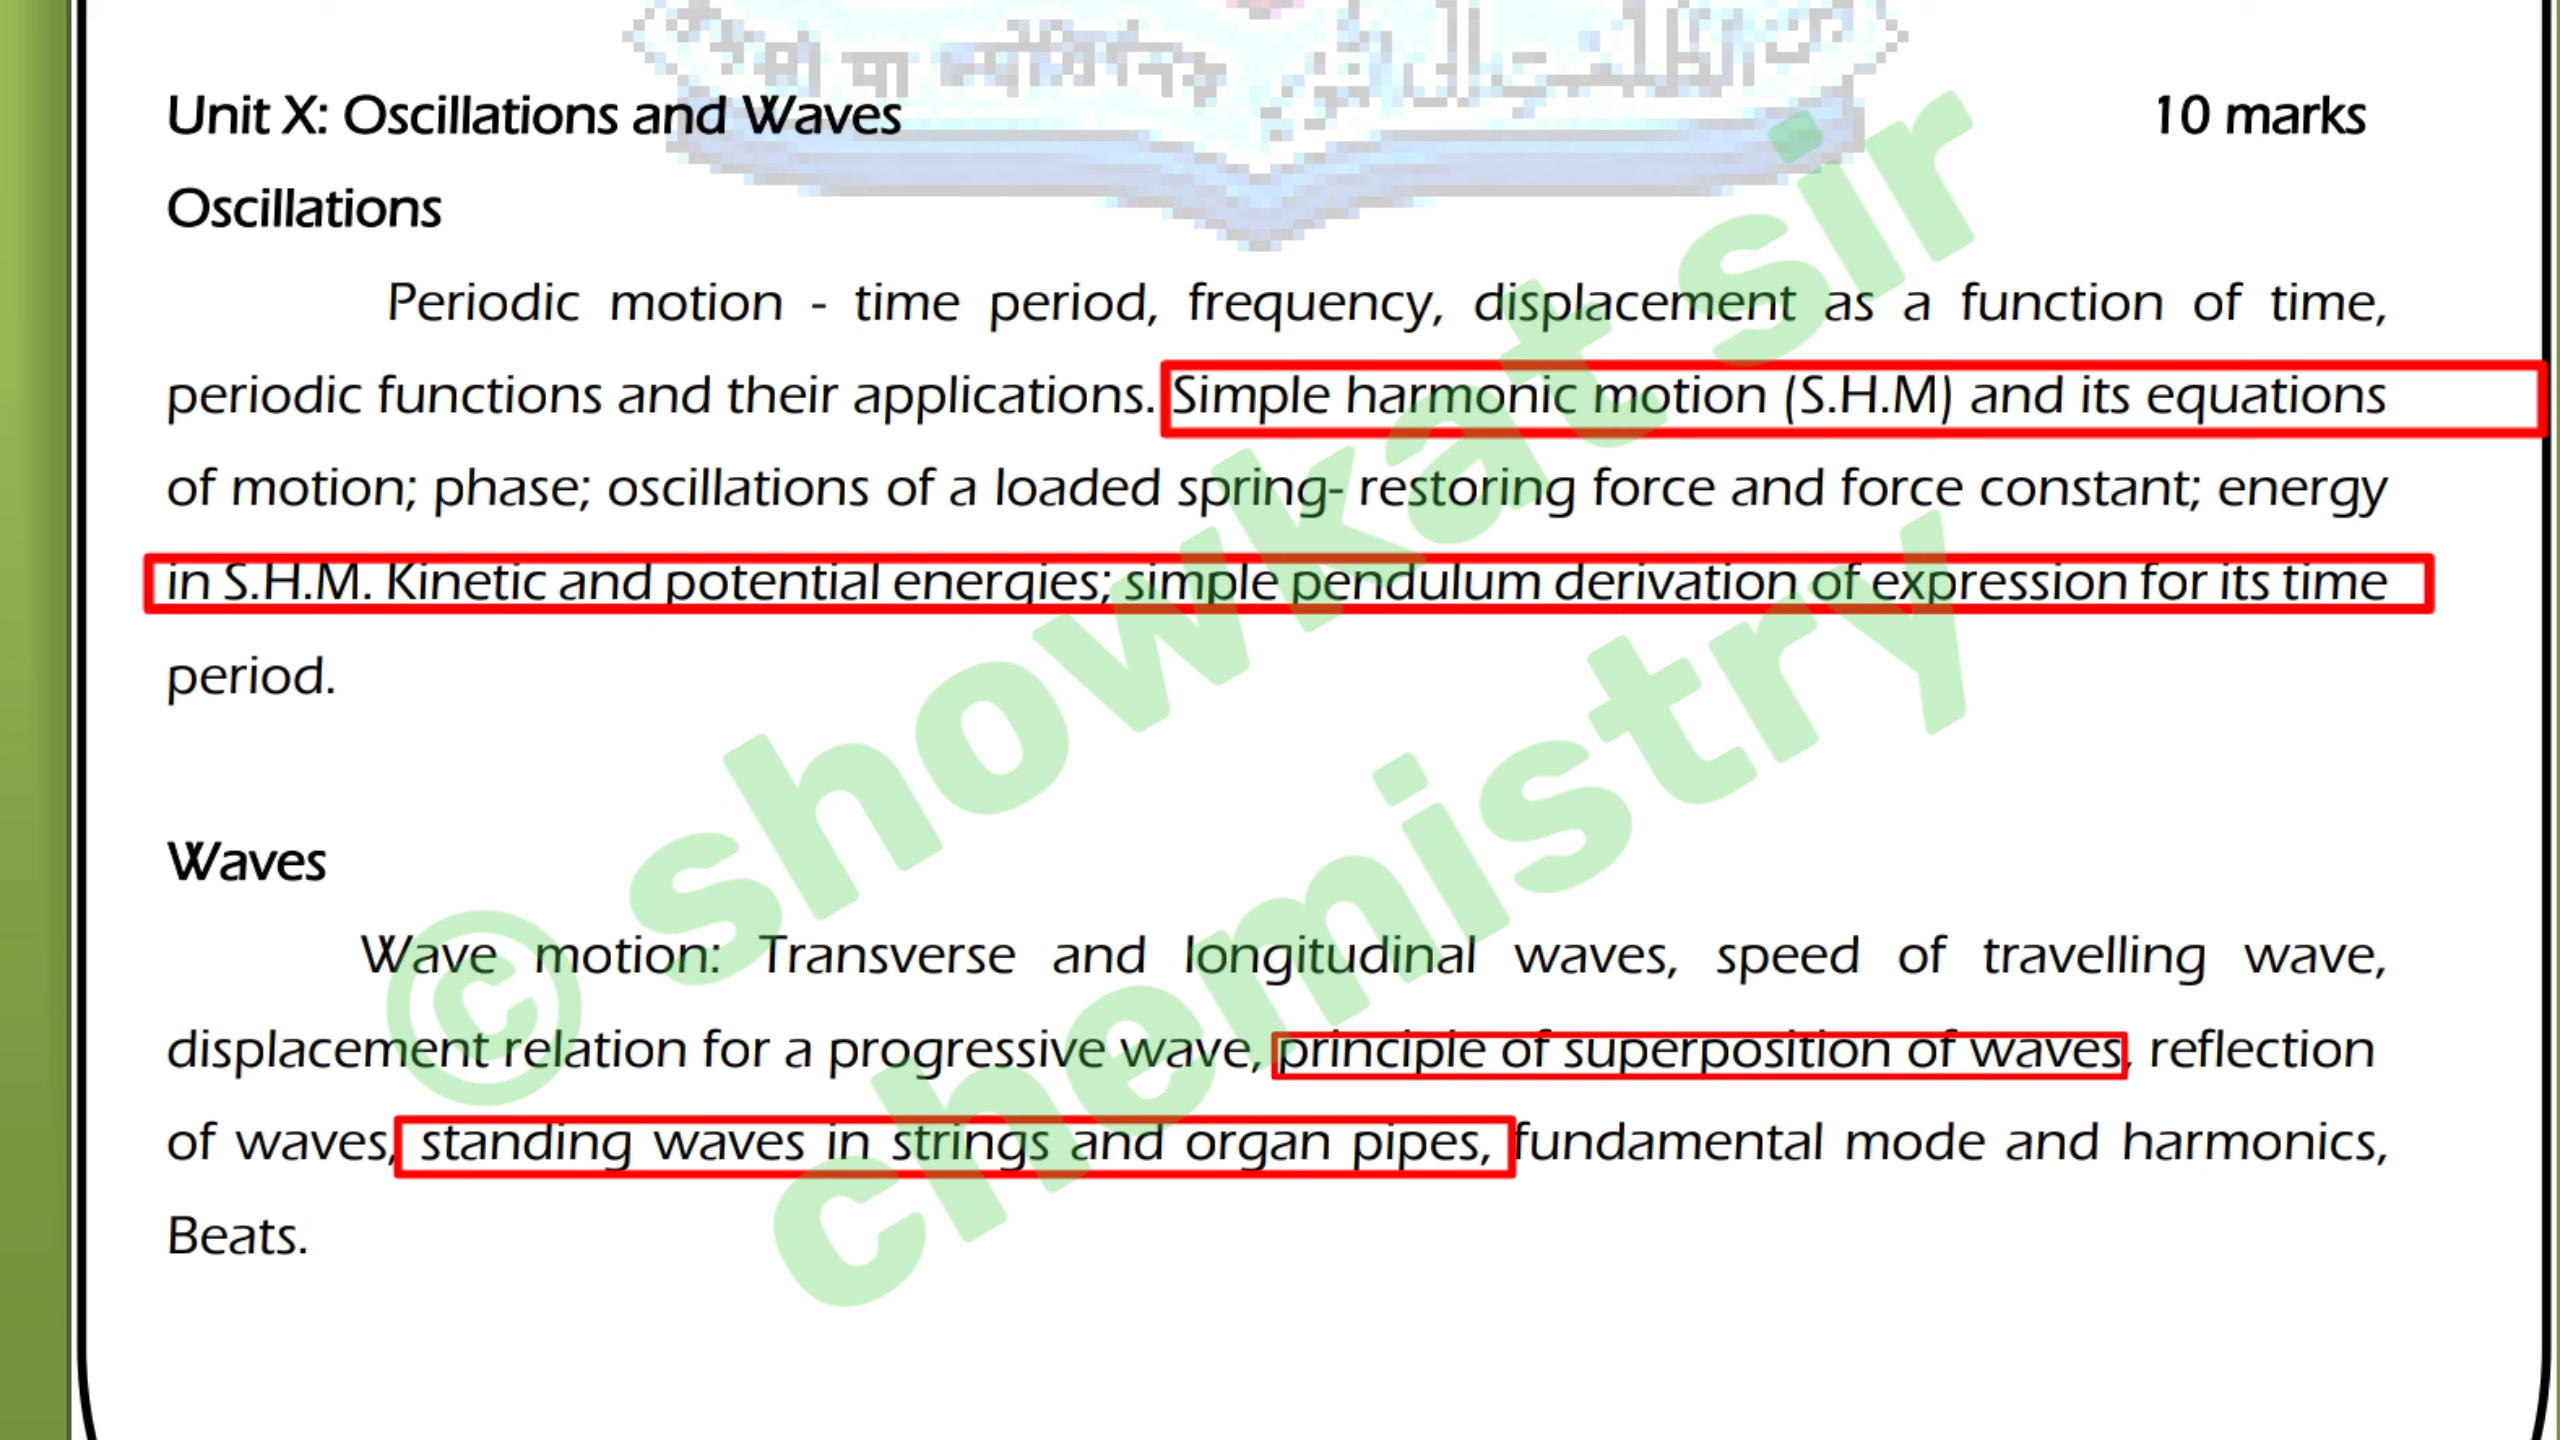 Unit X: Oscillations and Waves 10 marks
Oscillations
Periodic motion - time period, frequency, displacement as a function of time,
periodic functions and their applications. Simple harmonic motion (S.H.M) and its equations
of motion; phase; oscillations of a loaded spring- restoring force and force constant; energy
in S.H.M. Kinetic and potential energies; simple pendulum derivation of expression for its time
period.
Waves
Wave motion: Transverse and longitudinal waves, speed of travelling wave,
displacement relation for a progressive wave, principle of superposition of waves, reflection
of waves, standing waves in strings and organ pipes, fundamental mode and harmonics,
Beats.
© showkat sir
chemistry